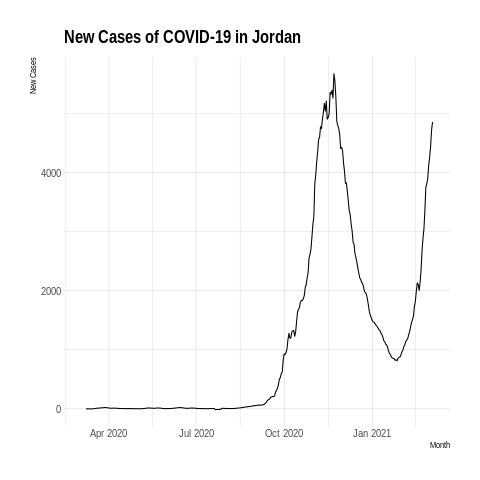 New Cases of COVID-19 in Jordan
New Cases
4000
2000
0
Apr 2020
Jul 2020
Oct 2020
Jan 2021
Month